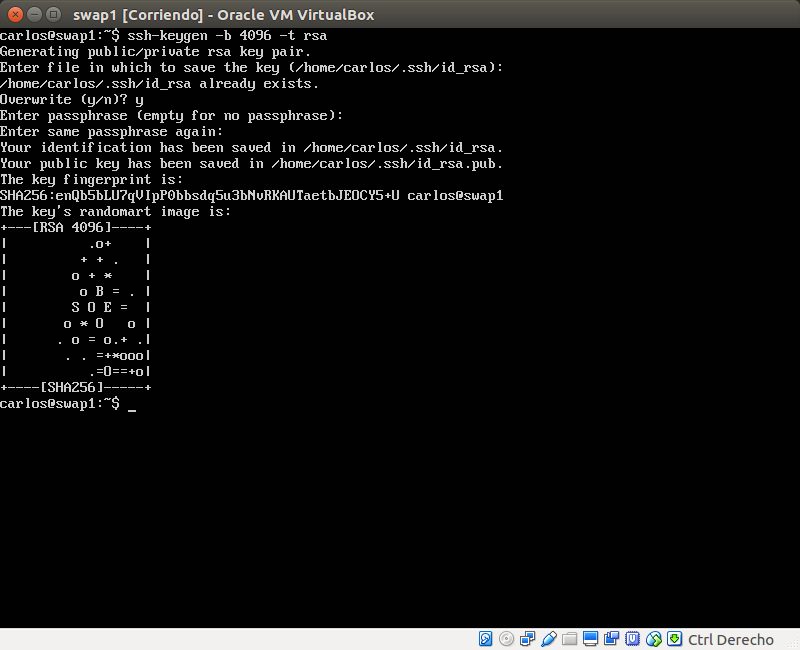 swap1 [Corriendo] - Oracle VM VirtualBox
carlos@swap1:~$ ssh-keygen -b 4096 -t rsa
Generating public/private rsa key pair.
Enter file in which to save the key (/home/carlos/.ssh/id_rsa):
/home/carlos/.ssh/id_rsa already exists.
Overwrite (y/n)? y
Enter passphrase (empty for no passphrase):
Enter same passphrase again:
Your identification has been saved in /home/carlos/.ssh/id_rsa.
Your public key has been saved in /home/carlos/.ssh/id_rsa.pub.
The key fingerprint is:
SHA256:enQb5bLU7qVIpP0bbsdq5u3bNvRKAUTaetbJEOCY5+U carlos@swap1
The key's randomart image is:
+---[RSA 4096]----+
|          .o+    |
|         + + .   |
|        o + *    |
|         o B = . |
|        S O E =  |
|       o * O   o |
|      . o = o.+ .|
|       . . =+*ooo|
|          .=O==+o|
+----[SHA256]-----+
carlos@swap1:~$ _
Ctrl Derecho